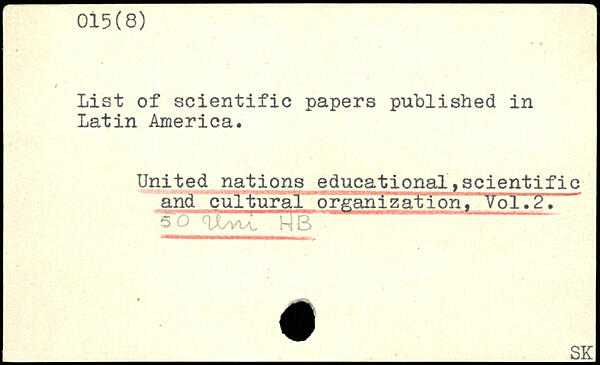 015(8)
List of scientific papers published in
Latin America.
United nations educational,scientific
and cultural organization, Vol.2.
50 Uni HB
SK